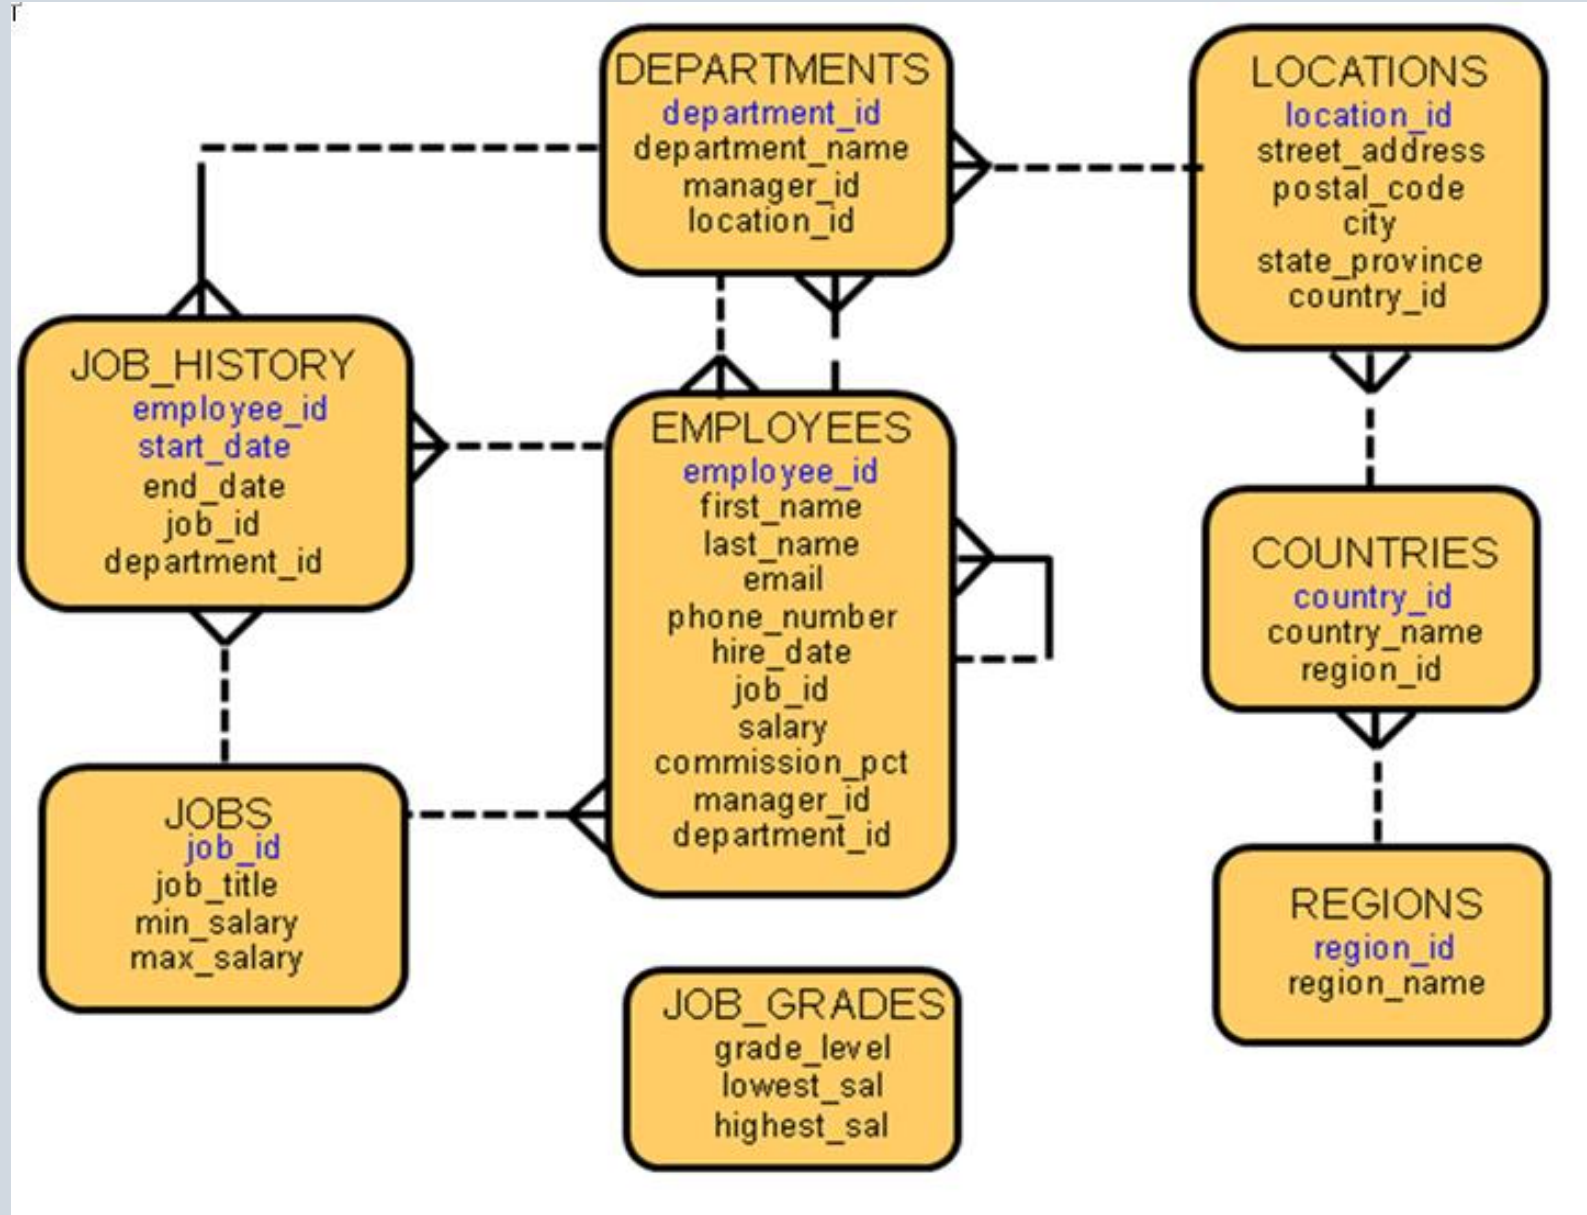 DEPARTMENTS
department_id
department_name
manager_id
location_id
LOCATIONS
location_id
street_address
postal_code
city
state_province
country_id
JOB_HISTORY
employee_id
start_date
end_date
job_id
department_id
EMPLOYEES
employee_id
first_name
last_name
email
phone_number
hire_date
job_id
salary
commission_pct
manager_id
department_id
COUNTRIES
country_id
country_name
region_id
JOBS
job_id
job_title
min_salary
max_salary
REGIONS
region_id
region_name
JOB_GRADES
grade_level
lowest_sal
highest_sal